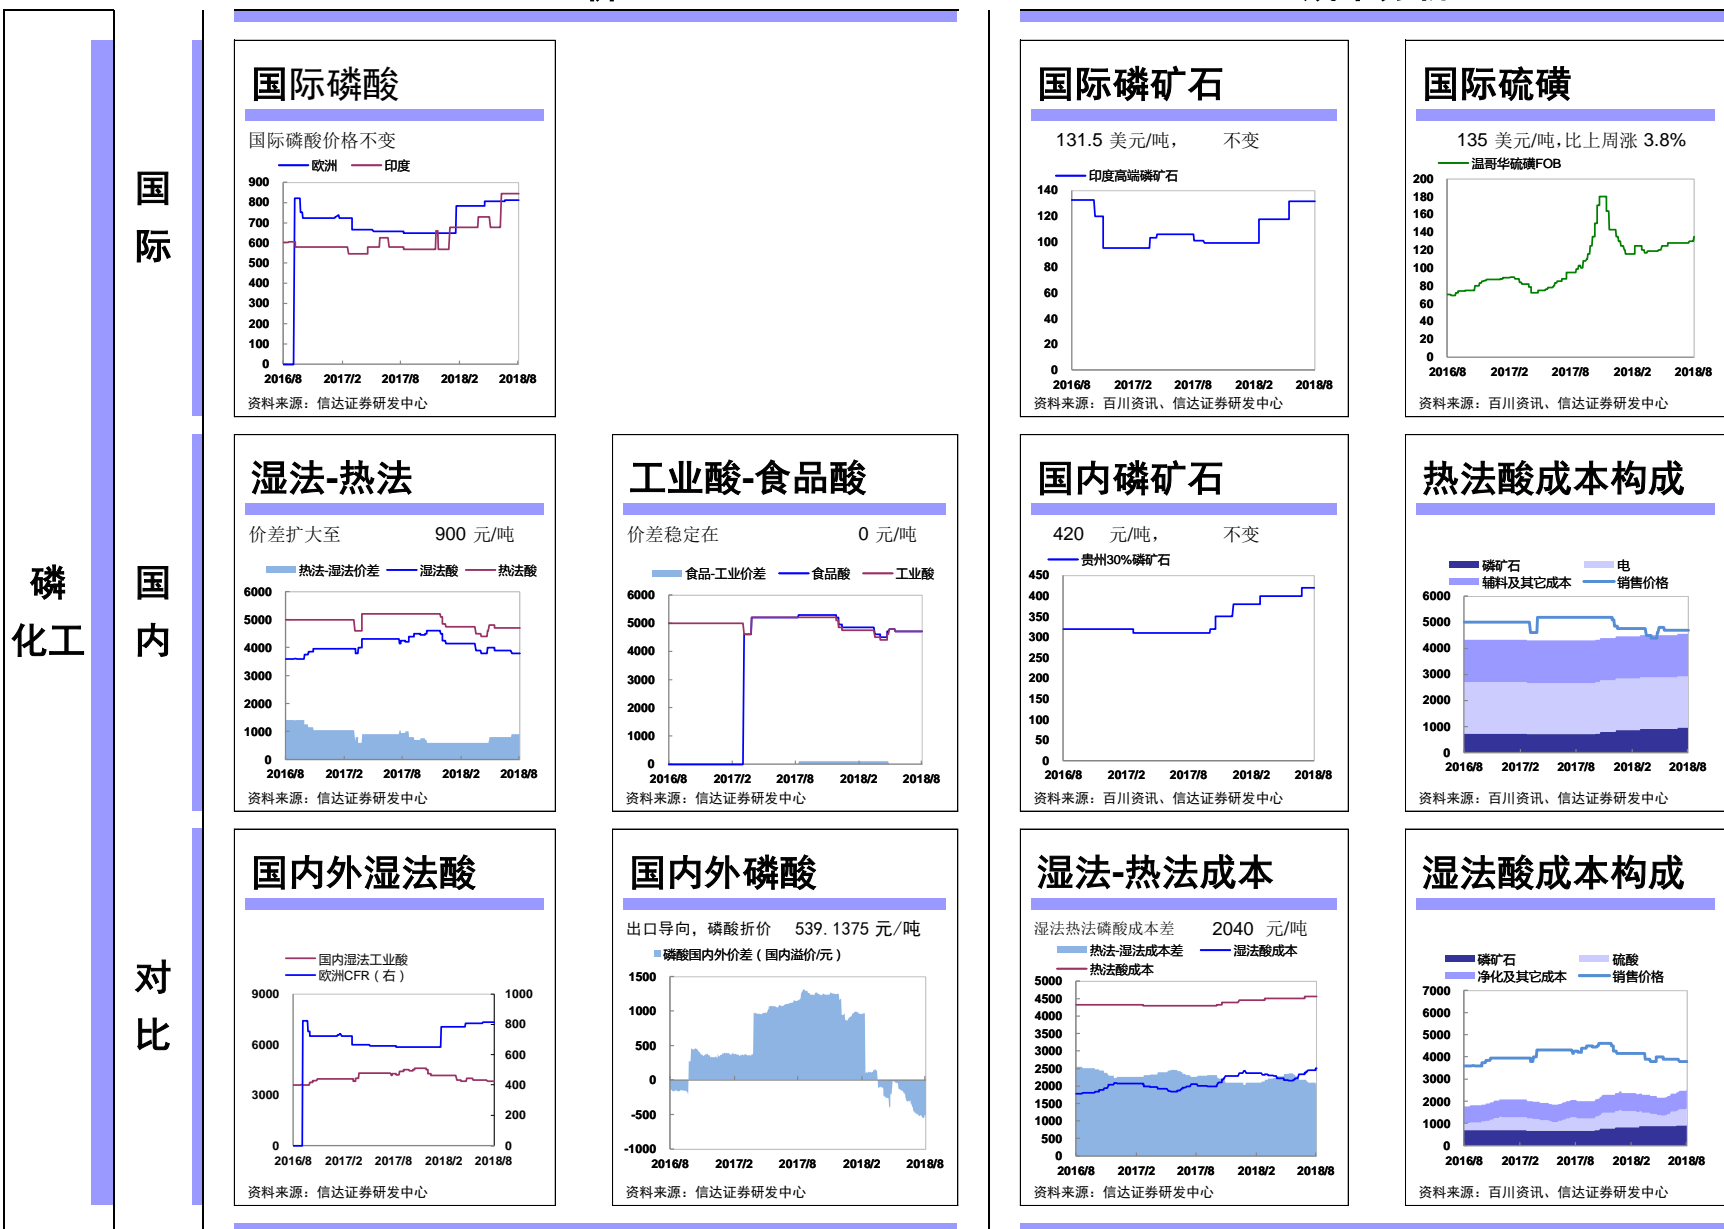 磷
化工
国
际
国际磷酸
国际磷酸价格不变
欧洲 印度
900
800
700
600
500
400
300
200
100
0
2016/8 2017/2 2017/8 2018/2 2018/8
资料来源：信达证券研发中心
国际磷矿石
131.5 美元/吨， 不变
印度高端磷矿石
140
120
100
80
60
40
20
0
2016/8 2017/2 2017/8 2018/2 2018/8
资料来源：百川资讯、信达证券研发中心
国际硫磺
135 美元/吨，比上周涨 3.8%
温哥华硫磺FOB
200
180
160
140
120
100
80
60
40
20
0
2016/8 2017/2 2017/8 2018/2 2018/8
资料来源：百川资讯、信达证券研发中心
国
内
湿法-热法
价差扩大至 900 元/吨
热法-湿法价差 湿法酸 热法酸
6000
5000
4000
3000
2000
1000
0
2016/8 2017/2 2017/8 2018/2 2018/8
资料来源：信达证券研发中心
工业酸-食品酸
价差稳定在 0 元/吨
食品-工业价差 食品酸 工业酸
6000
5000
4000
3000
2000
1000
0
2016/8 2017/2 2017/8 2018/2 2018/8
资料来源：信达证券研发中心
国内磷矿石
420 元/吨， 不变
贵州30%磷矿石
450
400
350
300
250
200
150
100
50
0
2016/8 2017/2 2017/8 2018/2 2018/8
资料来源：百川资讯、信达证券研发中心
热法酸成本构成
磷矿石 电
辅料及其它成本 销售价格
6000
5000
4000
3000
2000
1000
0
2016/8 2017/2 2017/8 2018/2 2018/8
资料来源：百川资讯、信达证券研发中心
对
比
国内外湿法酸
国内湿法工业酸
欧洲CFR（右）
9000 1000
800
6000 600
400
3000
200
0 0
2016/8 2017/2 2017/8 2018/2 2018/8
资料来源：信达证券研发中心
国内外磷酸
出口导向，磷酸折价 539.1375 元/吨
磷酸国内外价差（国内溢价/元）
1500
1000
500
0
-500
-1000
2016/8 2017/2 2017/8 2018/2 2018/8
资料来源：信达证券研发中心
湿法-热法成本
湿法热法磷酸成本差 2040 元/吨
热法-湿法成本差 湿法酸成本
热法酸成本
5000
4500
4000
3500
3000
2500
2000
1500
1000
500
0
2016/8 2017/2 2017/8 2018/2 2018/8
资料来源：百川资讯、信达证券研发中心
湿法酸成本构成
磷矿石 硫酸
净化及其它成本 销售价格
7000
6000
5000
4000
3000
2000
1000
0
2016/8 2017/2 2017/8 2018/2 2018/8
资料来源：百川资讯、信达证券研发中心